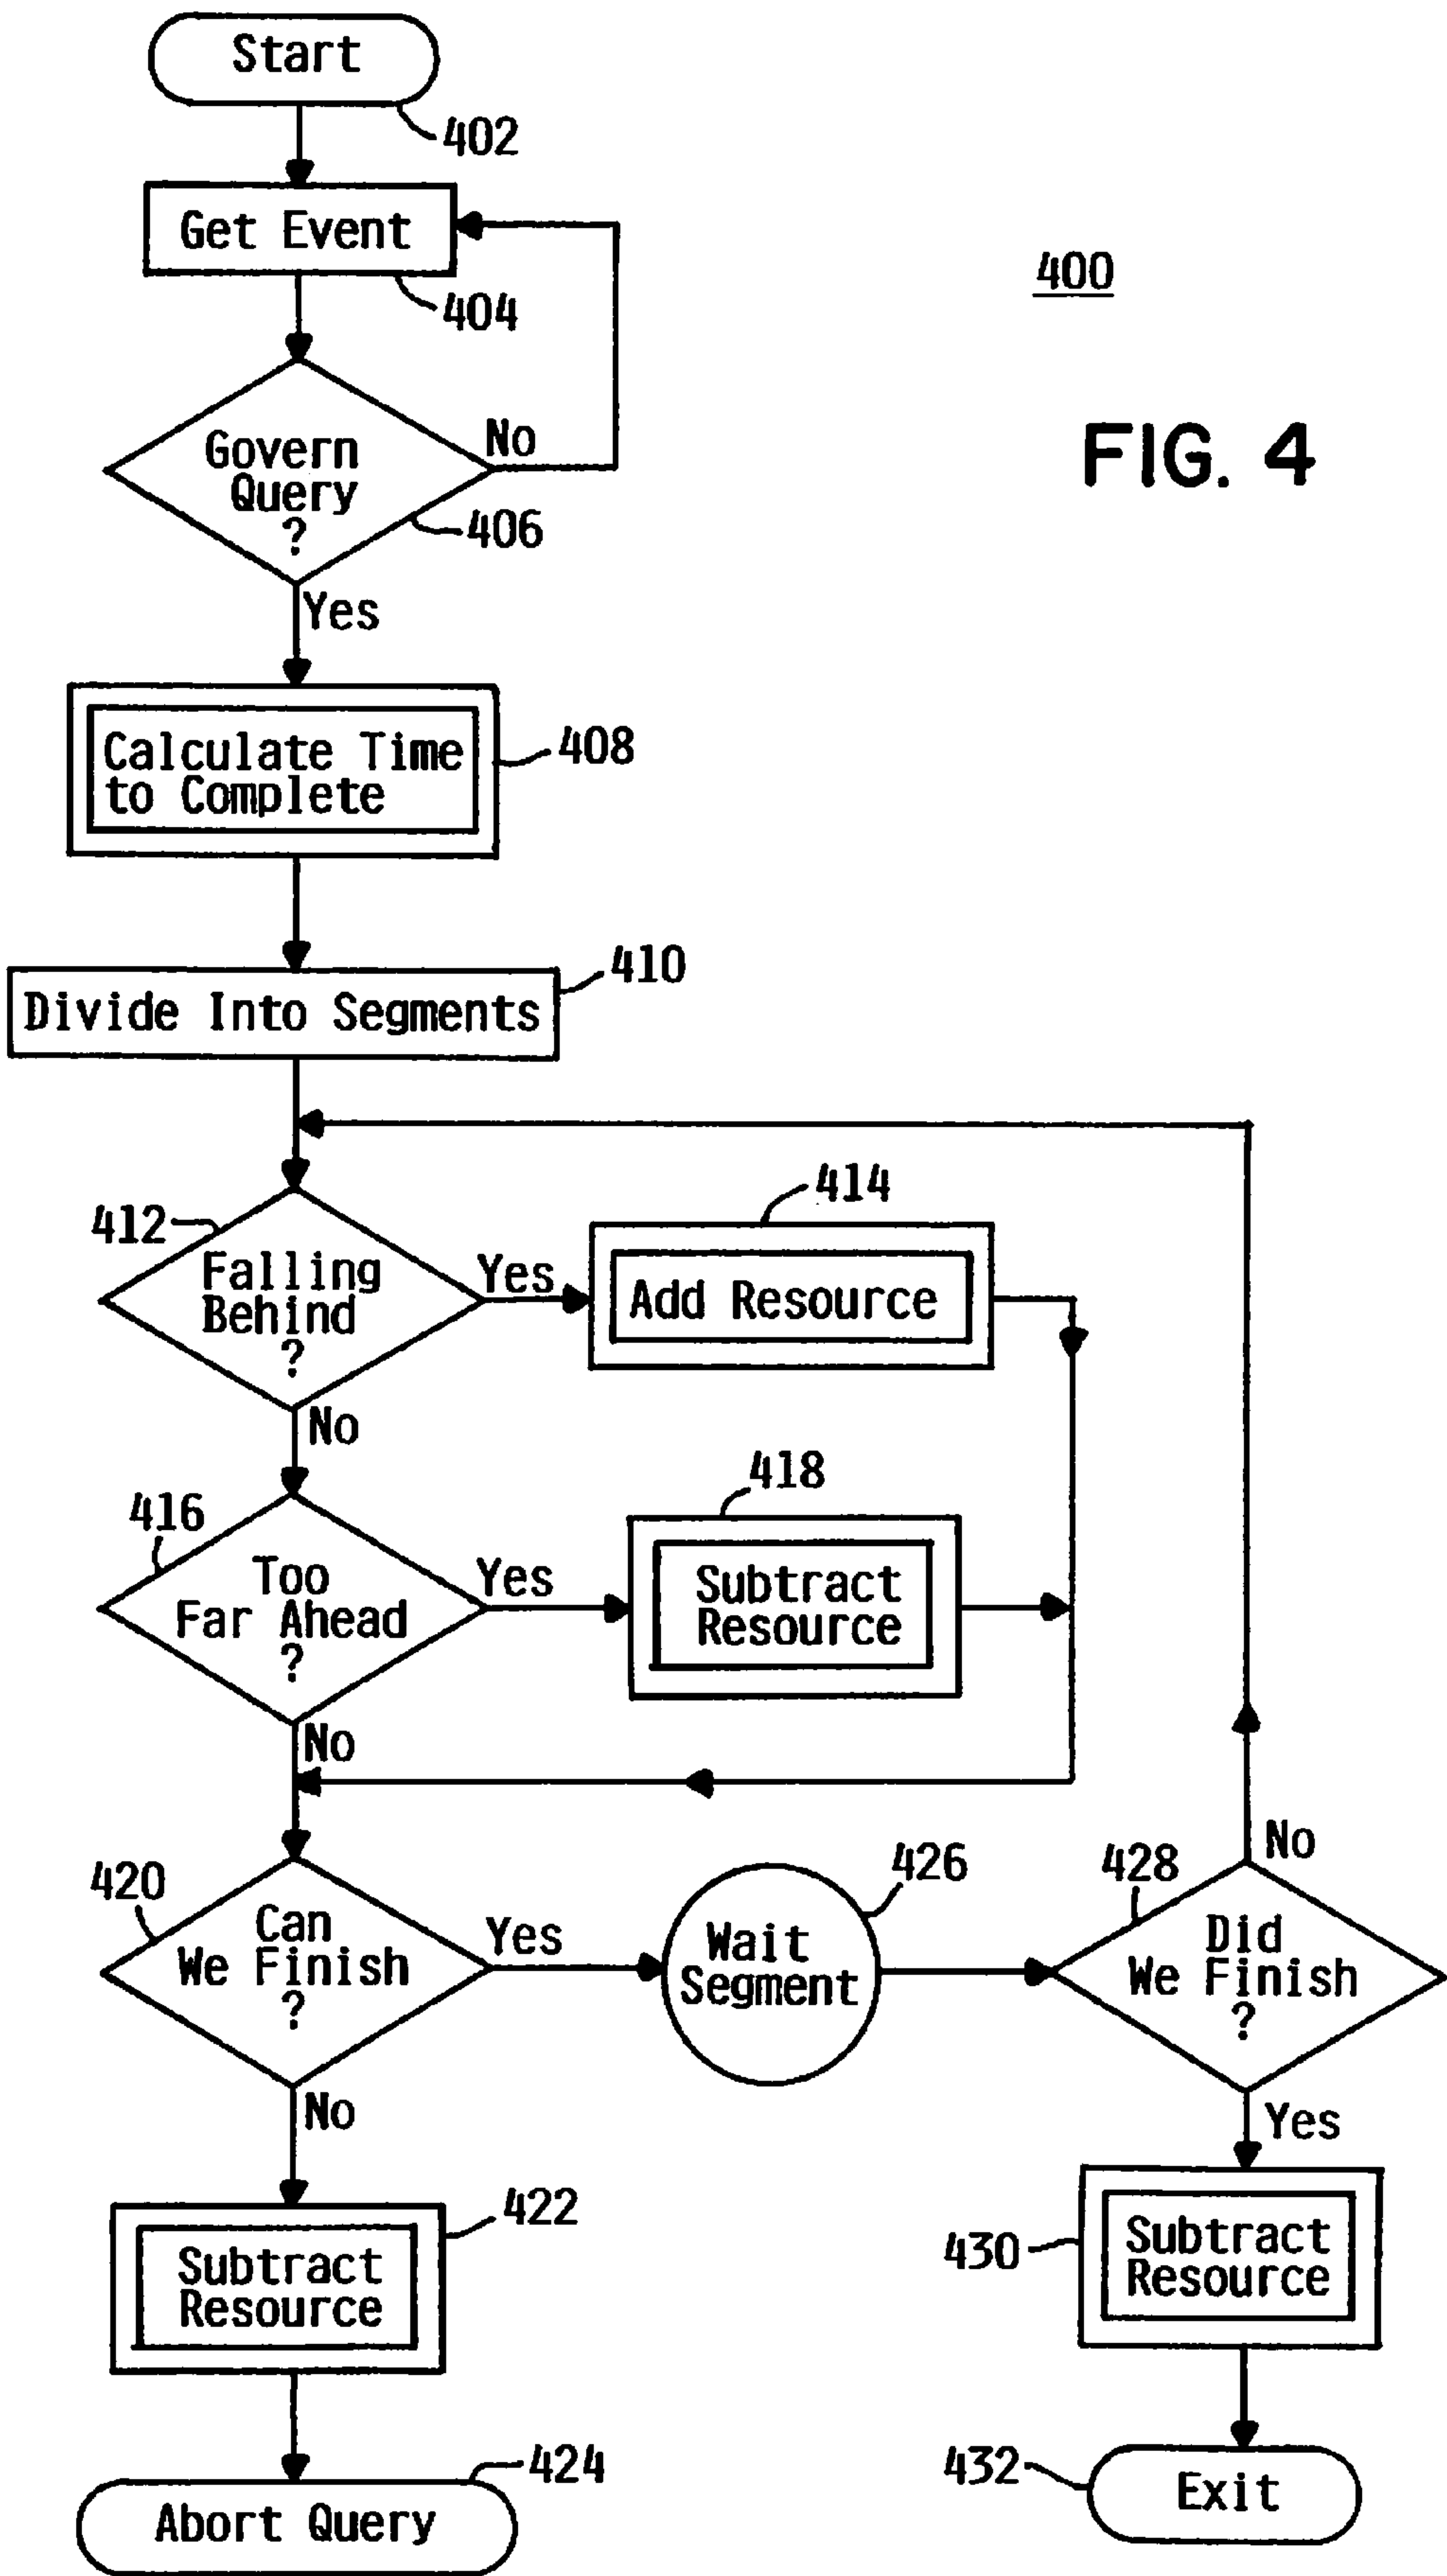 Start
402
Get Event
404
400
FIG. 4
Govern
Query
?
No
406
Yes
Calculate Time
to Complete
408
Divide Into Segments
410
412
Falling
Behind
?
Yes
414
Add Resource
No
416
Too
Far Ahead
?
Yes
418
Subtract
Resource
No
420
Can
We Finish
?
Yes
426
Wait
Segment
428
No
Did
We Finish
?
No
Yes
422
Subtract
Resource
430
Subtract
Resource
424
Abort Query
432
Exit